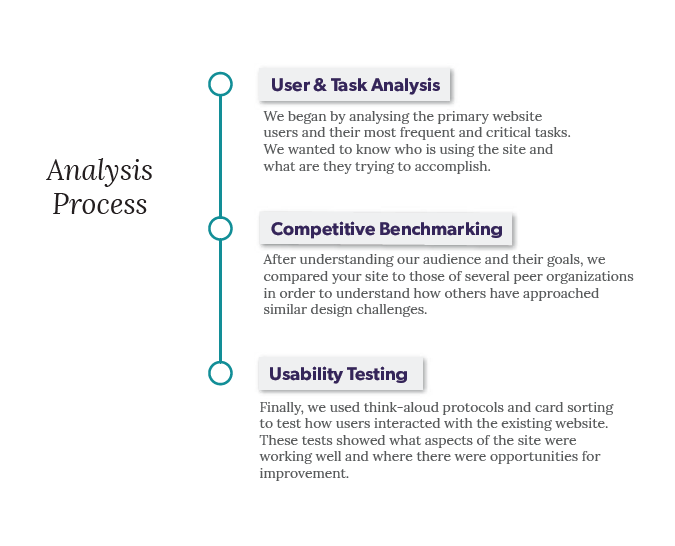 Analysis
Process
User & Task Analysis
We began by analysing the primary website
users and their most frequent and critical tasks.
We wanted to know who is using the site and
what are they trying to accomplish.
Competitive Benchmarking
After understanding our audience and their goals, we
compared your site to those of several peer organizations
in order to understand how others have approached
similar design challenges.
Usability Testing
Finally, we used think-aloud protocols and card sorting
to test how users interacted with the existing website.
These tests showed what aspects of the site were
working well and where there were opportunities for
improvement.